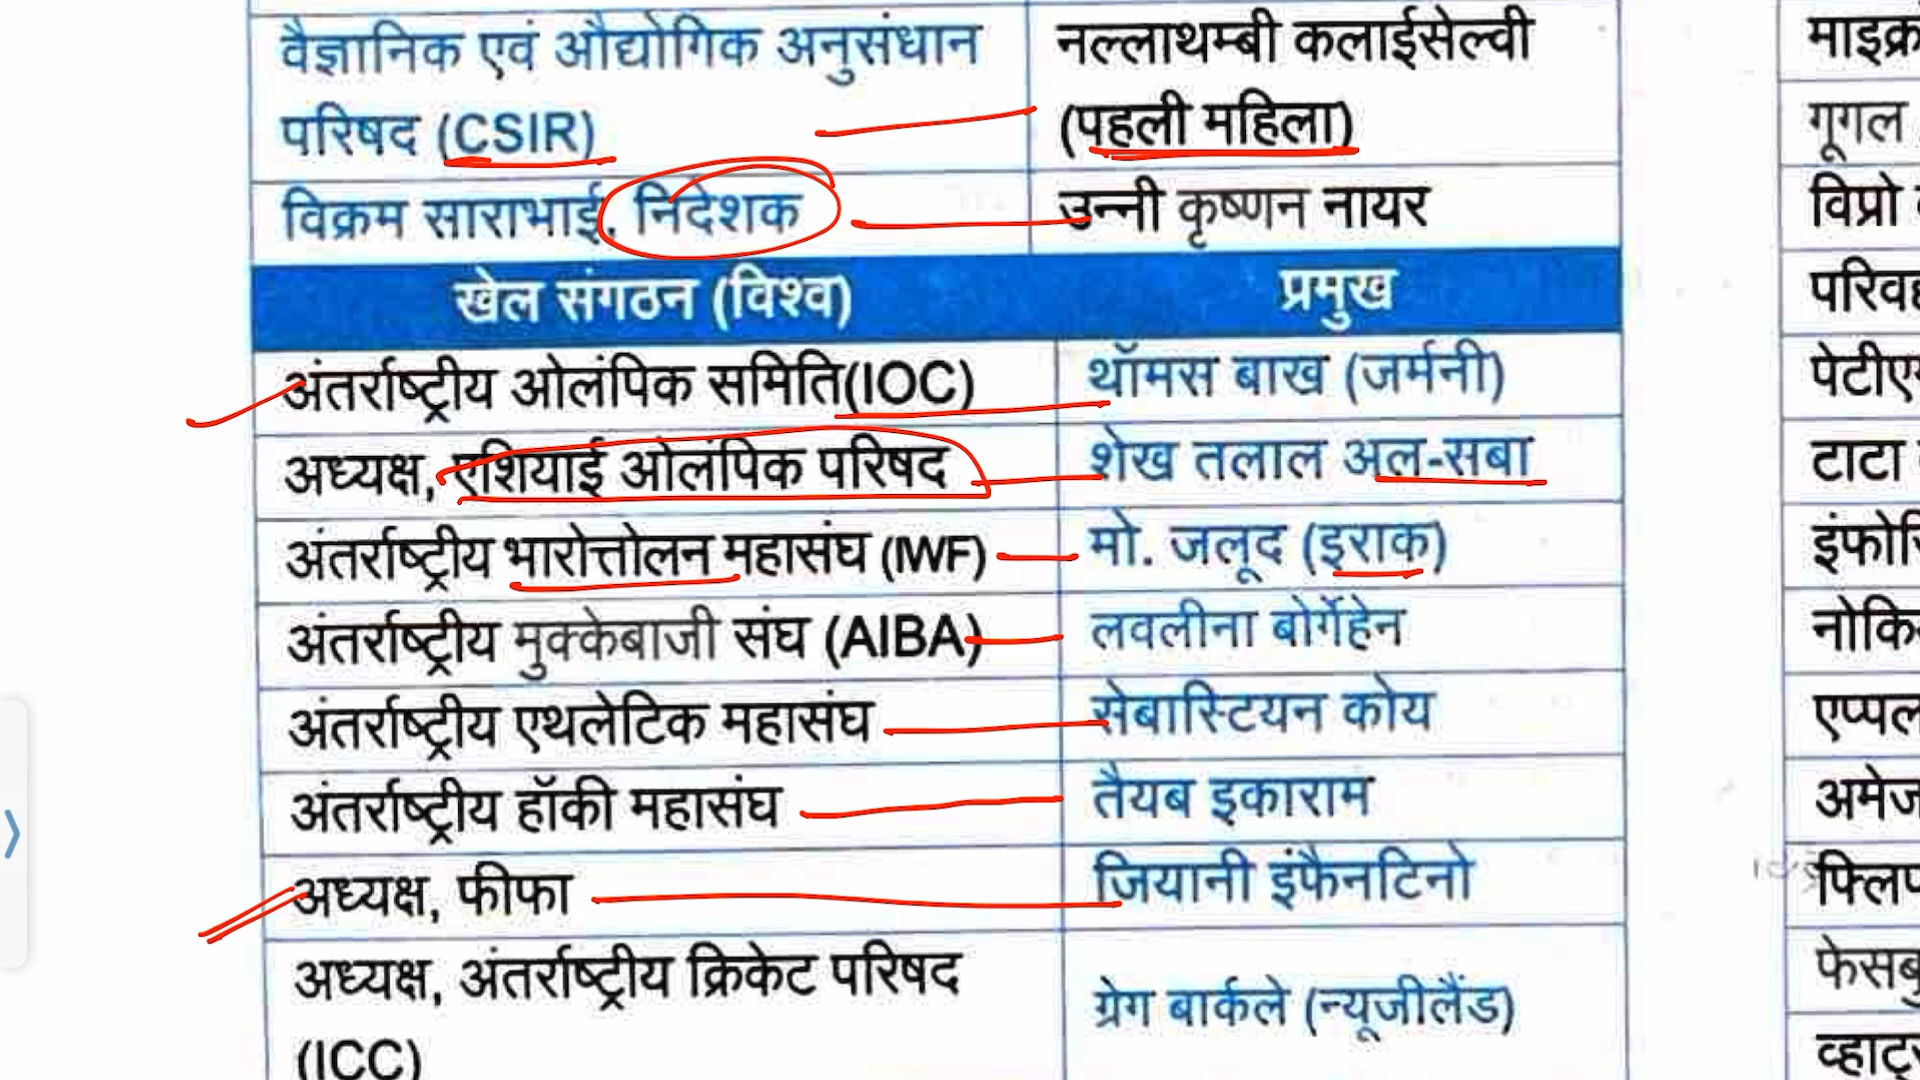 वैज्ञानिक एवं औद्योगिक अनुसंधान
परिषद (CSIR)
नल्लाथम्बी कलाईसेल्वी
(पहली महिला)
विक्रम साराभाई, निदेशक
उन्नी कृष्णन नायर
खेल संगठन (विश्व)
प्रमुख
अंतर्राष्ट्रीय ओलंपिक समिति(IOC)
थॉमस बाख (जर्मनी)
अध्यक्ष, एशियाई ओलंपिक परिषद
शेख तलाल अल-सबा
अंतर्राष्ट्रीय भारोत्तोलन महासंघ (IWF)
मो. जलूद (इराक)
अंतर्राष्ट्रीय मुक्केबाजी संघ (AIBA)
लवलीना बोर्गेहेन
अंतर्राष्ट्रीय एथलेटिक महासंघ
सेबास्टियन कोय
अंतर्राष्ट्रीय हॉकी महासंघ
तैयब इकाराम
अध्यक्ष, फीफा
जियानी इंफैनटिनो
अध्यक्ष, अंतर्राष्ट्रीय क्रिकेट परिषद
(ICC)
ग्रेग बार्कले (न्यूजीलैंड)
गूगल
विप्रो
टाटा